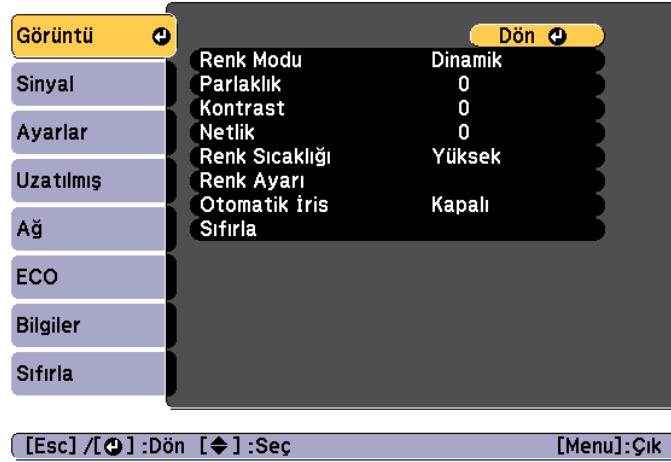 Görüntü
Sinyal
Ayarlar
Uzatılmış
Ağ
ECO
Bilgiler
Sıfırla
Dön
Renk Modu Dinamik
Parlaklık 0
Kontrast 0
Netlik 0
Renk Sıcaklığı Yüksek
Renk Ayarı
Otomatik İris Kapalı
Sıfırla
[Esc] /[ ] :Dön [ ] :Seç [Menu]:Çık